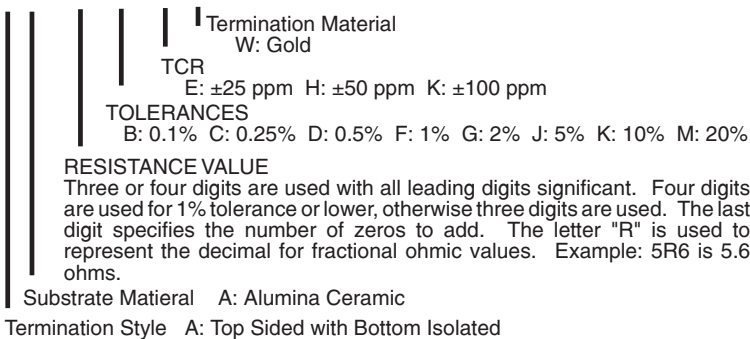 Termination Material
W: Gold
TCR
E: ±25 ppm H: ±50 ppm K: ±100 ppm
TOLERANCES
B: 0.1% C: 0.25% D: 0.5% F: 1% G: 2% J: 5% K: 10% M: 20%
RESISTANCE VALUE
Three or four digits are used with all leading digits significant. Four digits
are used for 1% tolerance or lower, otherwise three digits are used. The last
digit specifies the number of zeros to add. The letter "R" is used to
represent the decimal for fractional ohmic values. Example: 5R6 is 5.6
ohms.
Substrate Matieral A: Alumina Ceramic
Termination Style A: Top Sided with Bottom Isolated